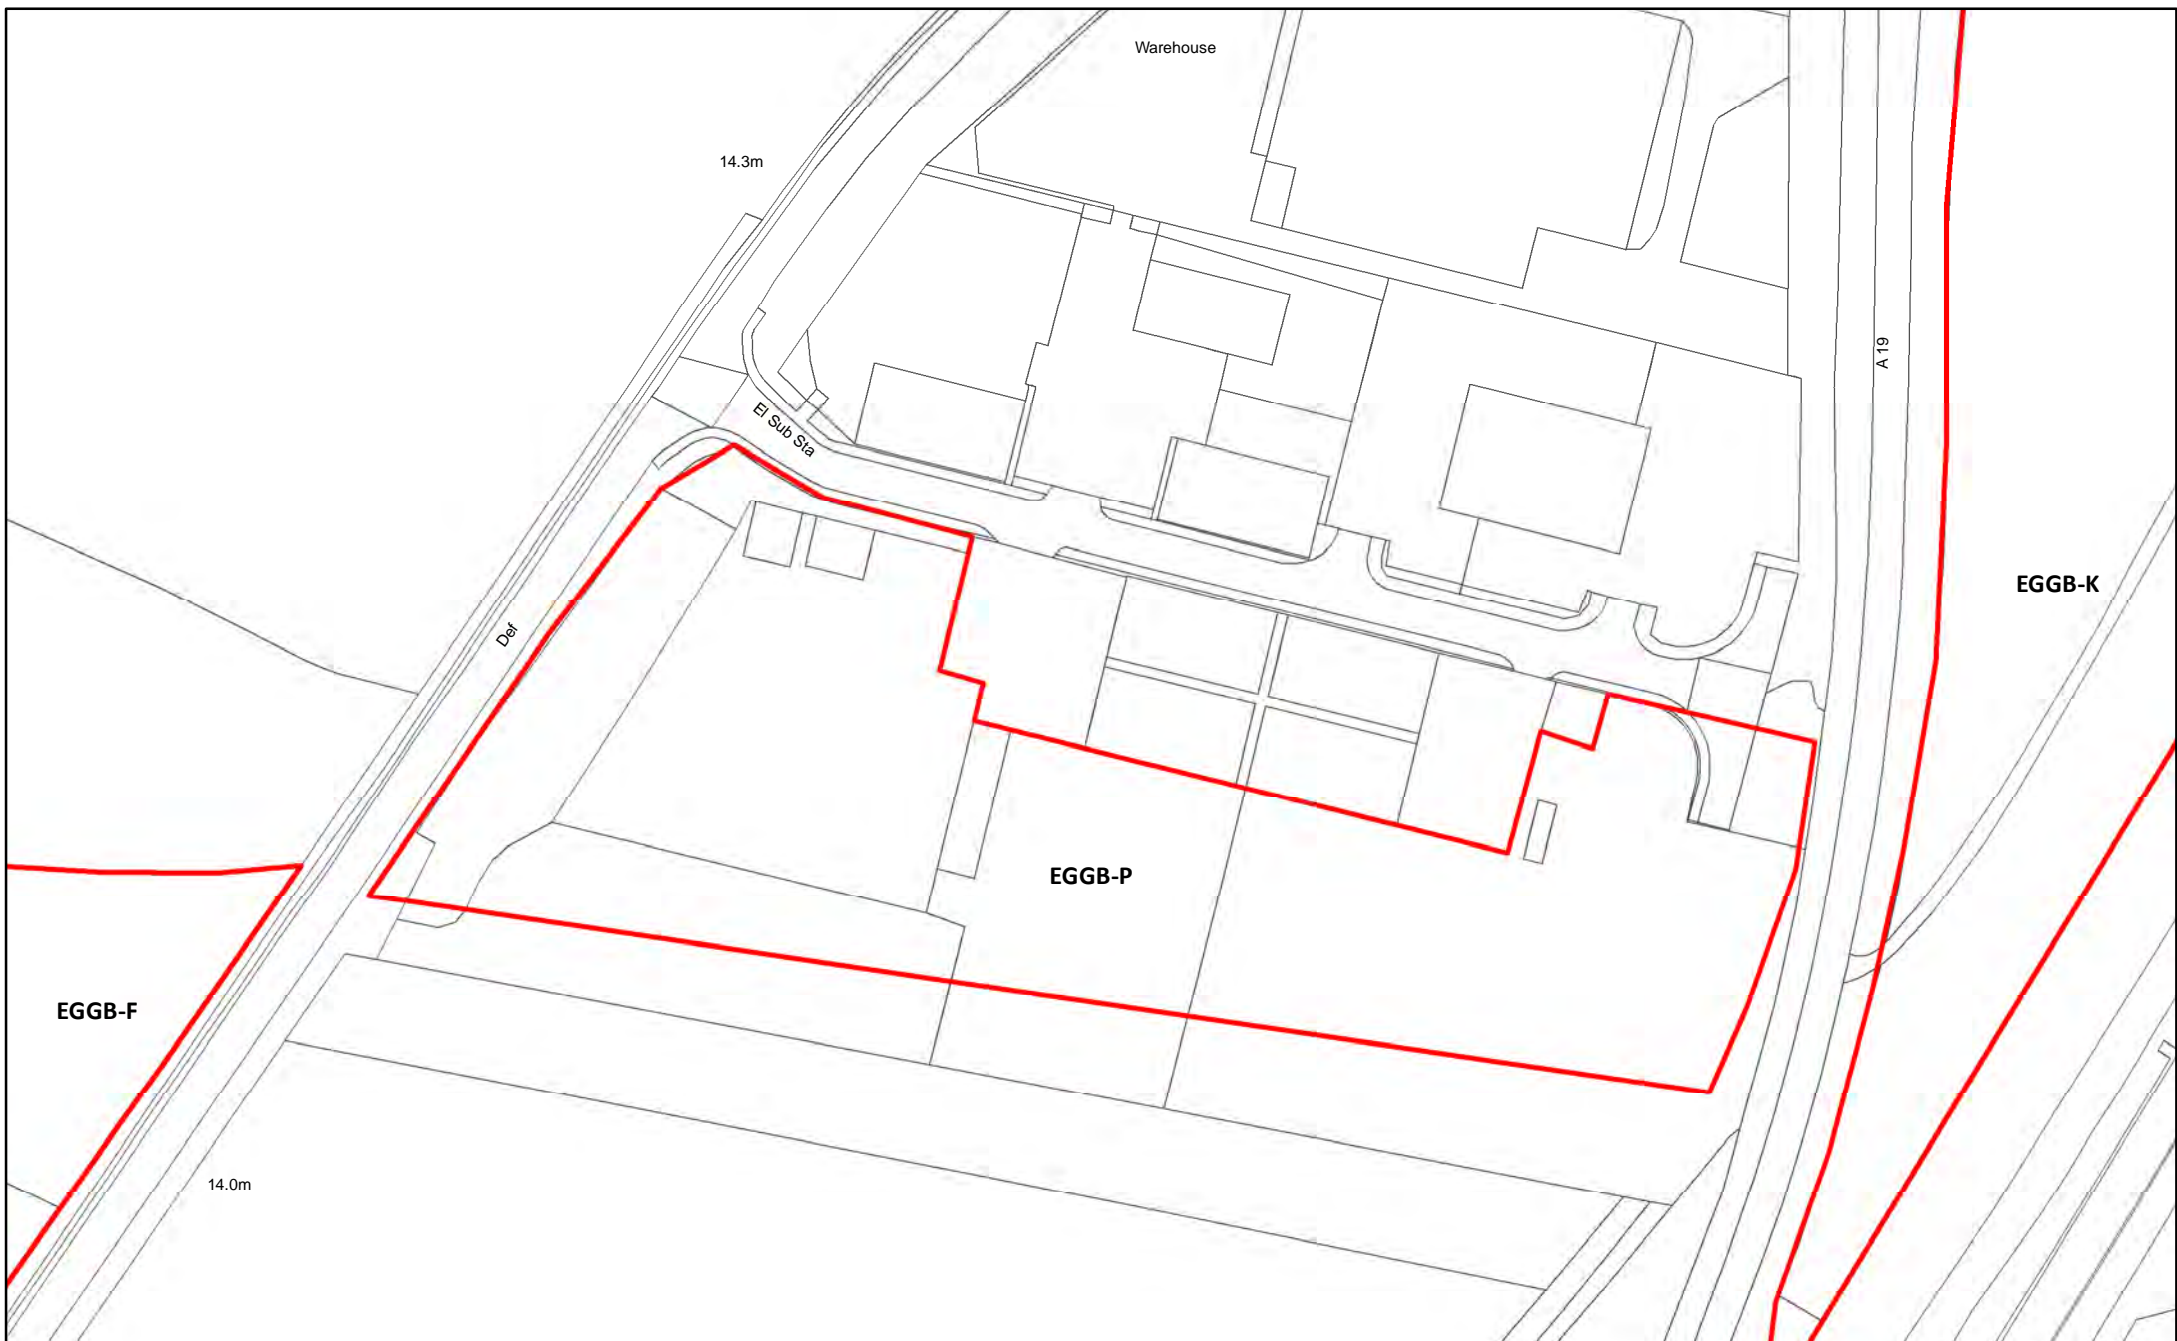 Warehouse
14.3m
A 19
El Sub Sta
EGGB-K
Def
EGGB-P
EGGB-F
14.0m